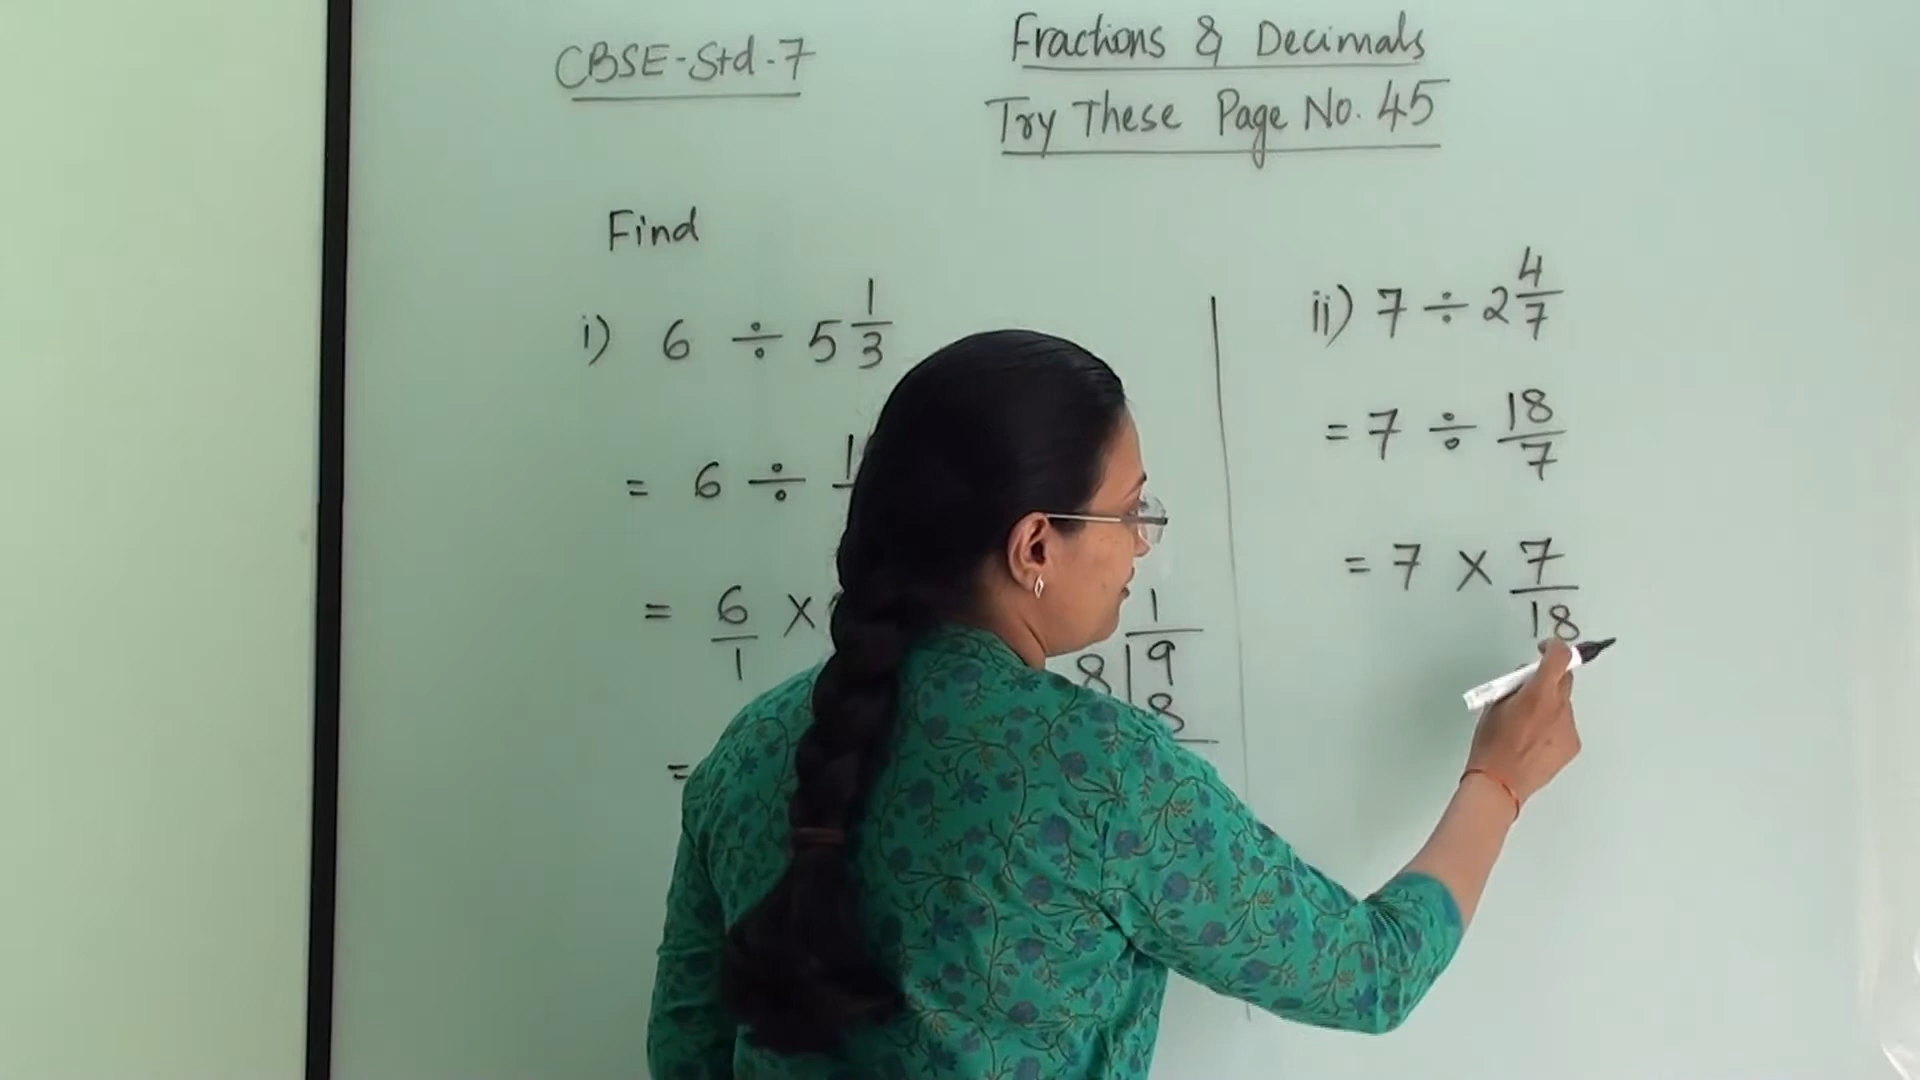 CBSE-Std-7
Fractions & Decimals
Try These Page No. 45
Find
i) 6 ÷ 5 1/3
= 6 ÷ 1
= 6/1 ×
=
1
8 | 9
8
ii) 7 ÷ 2 4/7
= 7 ÷ 18/7
= 7 × 7/18